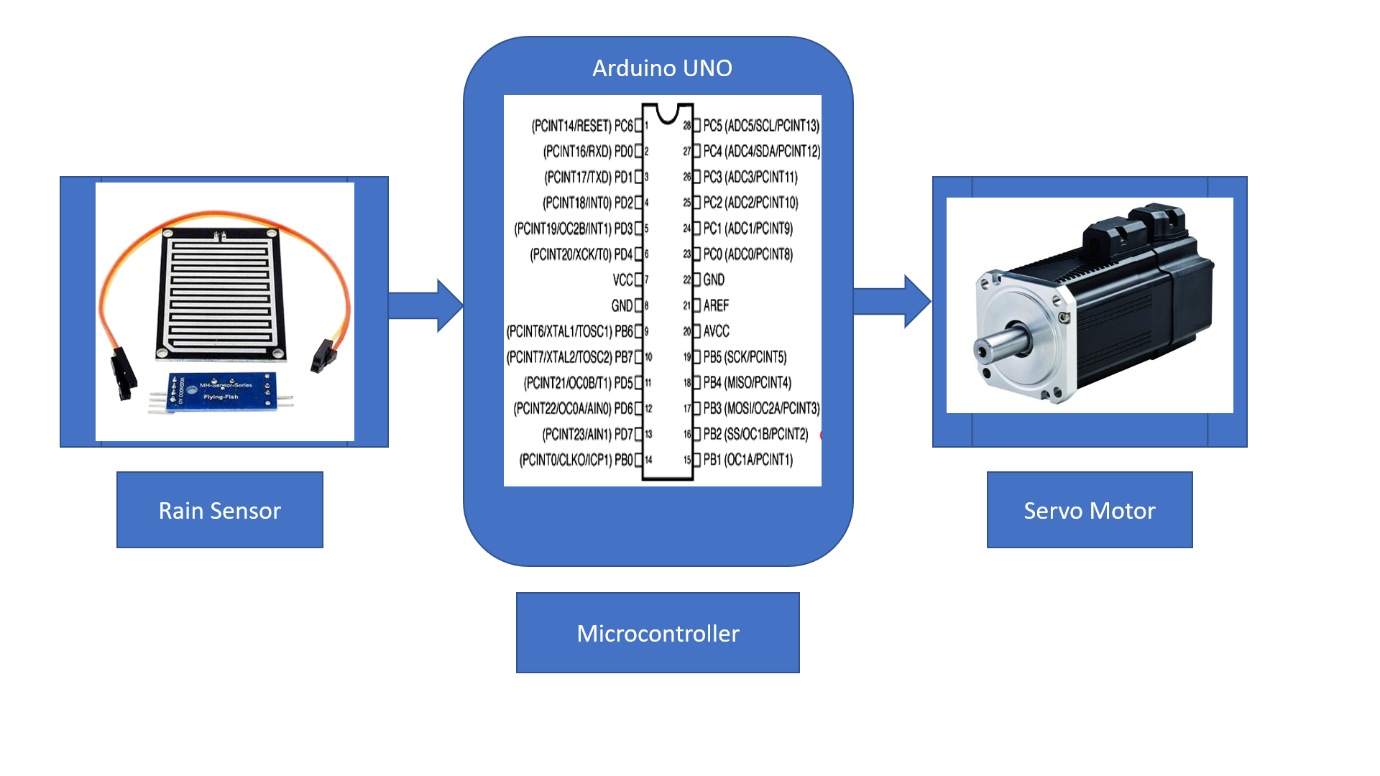 Arduino UNO
(PCINT14/RESET) PC6 1 28 PC5 (ADC5/SCL/PCINT13)
(PCINT16/RXD) PD0 2 27 PC4 (ADC4/SDA/PCINT12)
(PCINT17/TXD) PD1 3 26 PC3 (ADC3/PCINT11)
(PCINT18/INT0) PD2 4 25 PC2 (ADC2/PCINT10)
(PCINT19/OC2B/INT1) PD3 5 24 PC1 (ADC1/PCINT9)
(PCINT20/XCK/T0) PD4 6 23 PC0 (ADC0/PCINT8)
VCC 7 22 GND
GND 8 21 AREF
(PCINT6/XTAL1/TOSC1) PB6 9 20 AVCC
(PCINT7/XTAL2/TOSC2) PB7 10 19 PB5 (SCK/PCINT5)
(PCINT21/OC0B/T1) PD5 11 18 PB4 (MISO/PCINT4)
(PCINT22/OC0A/AIN0) PD6 12 17 PB3 (MOSI/OC2A/PCINT3)
(PCINT23/AIN1) PD7 13 16 PB2 (SS/OC1B/PCINT2)
(PCINT0/CLKO/ICP1) PB0 14 15 PB1 (OC1A/PCINT1)
MH-Sensor-Series
Flying-Fish
Rain Sensor
Servo Motor
Microcontroller